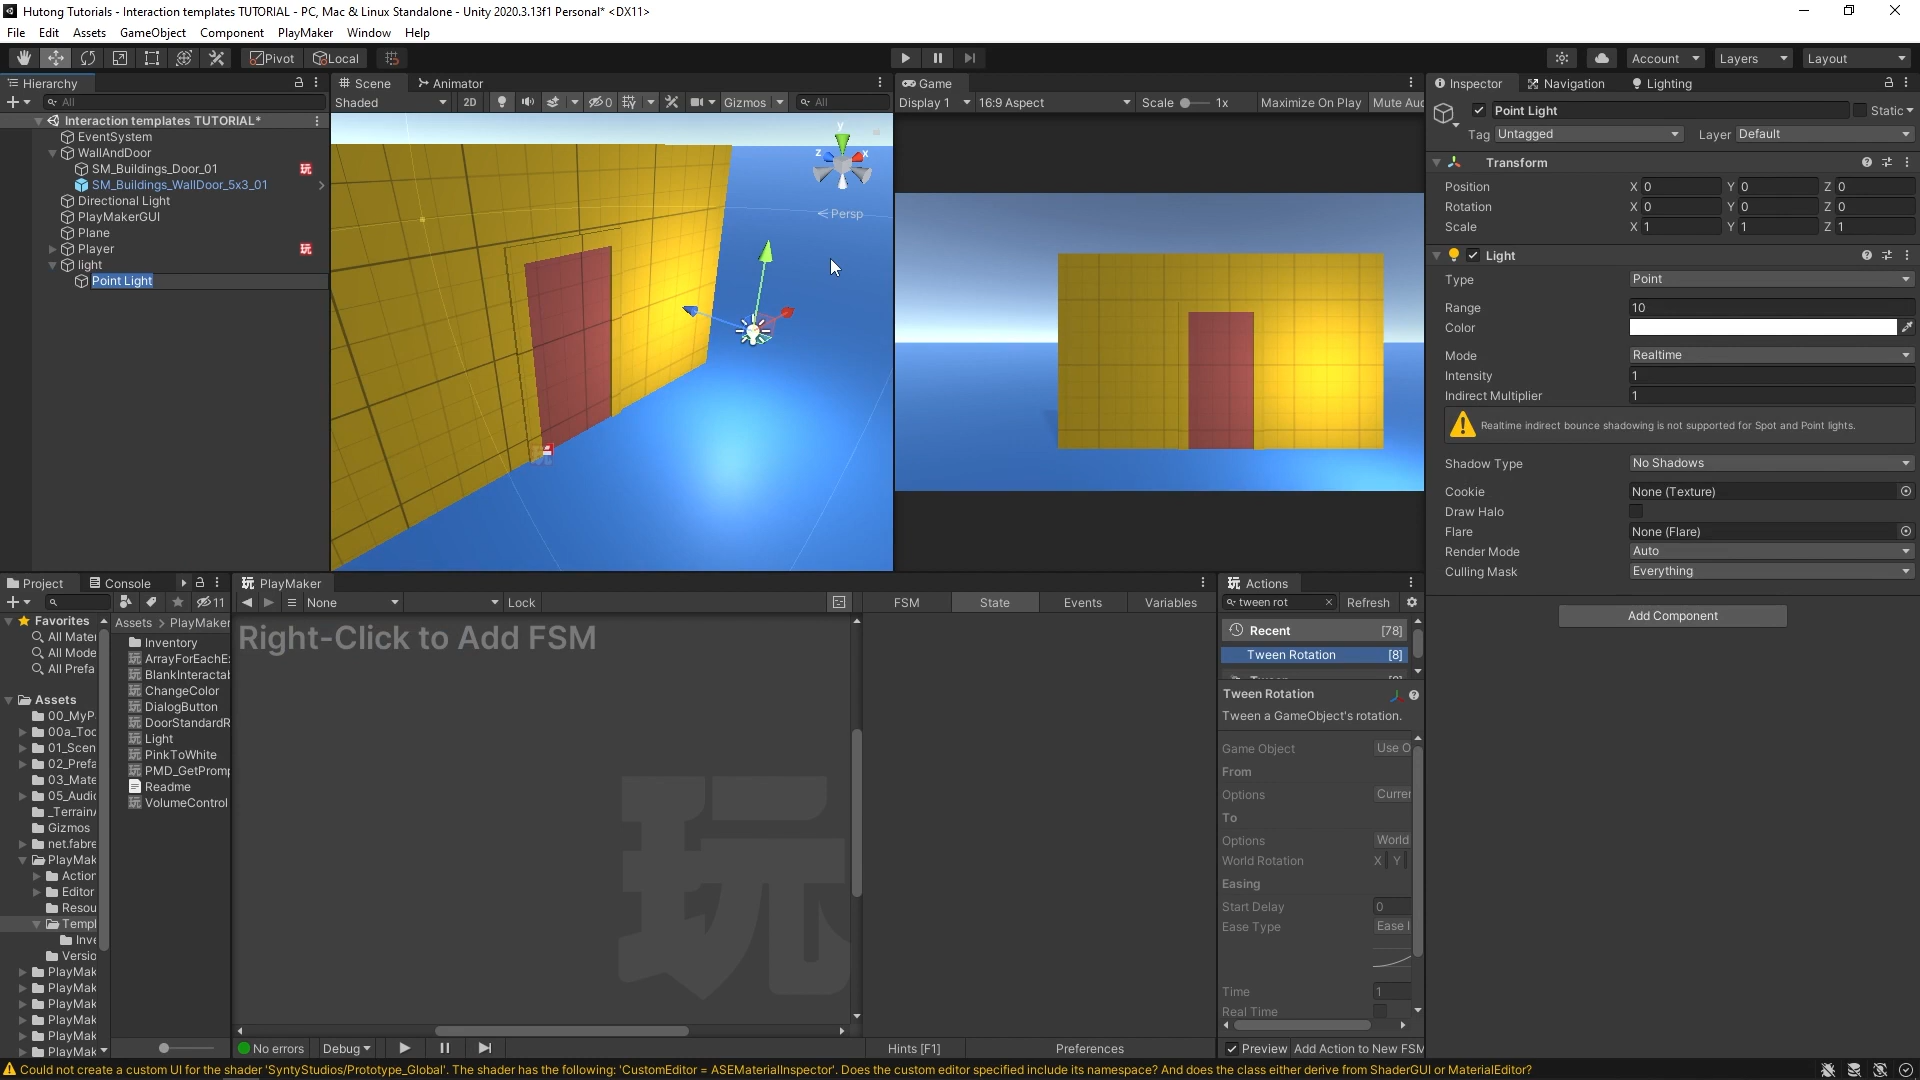 Hutong Tutorials - Interaction templates TUTORIAL - PC, Mac & Linux Standalone - Unity 2020.3.13f1 Personal* <DX11>
File Edit Assets GameObject Component PlayMaker Window Help
Pivot Local Account Layers Layout
Hierarchy
All
Interaction templates TUTORIAL*
EventSystem
WallAndDoor
SM_Buildings_Door_01
SM_Buildings_WallDoor_5x3_01
Directional Light
PlayMakerGUI
Plane
Player
light
Point Light
Scene Animator
Shaded 2D 0 Gizmos All
y
z x
Persp
Game
Display 1 16:9 Aspect Scale 1x Maximize On Play Mute Au
Inspector Navigation Lighting
Point Light Static
Tag Untagged Layer Default
Transform
Position X 0 Y 0 Z 0
Rotation X 0 Y 0 Z 0
Scale X 1 Y 1 Z 1
Light
Type Point
Range 10
Color
Mode Realtime
Intensity 1
Indirect Multiplier 1
Realtime indirect bounce shadowing is not supported for Spot and Point lights.
Shadow Type No Shadows
Cookie None (Texture)
Draw Halo
Flare None (Flare)
Render Mode Auto
Culling Mask Everything
Add Component
Project Console
11
Favorites
All Mater
All Mode
All Prefa
Assets
00_MyP
00a_Too
01_Scen
02_Prefa
03_Mate
05_Audio
_Terrain
Gizmos
net.fabre
PlayMak
Action
Editor
Resou
Templ
Inve
Versio
PlayMak
PlayMak
PlayMak
PlayMak
PlayMak
PlayMak
Assets > PlayMaker
Inventory
ArrayForEachE
BlankInteractab
ChangeColor
DialogButton
DoorStandardR
Light
PinkToWhite
PMD_GetPromp
Readme
VolumeControl
PlayMaker
None Lock
Right-Click to Add FSM
玩
No errors Debug
FSM State Events Variables
Hints [F1] Preferences
Actions
tween rot Refresh
Recent [78]
Tween Rotation [8]
Tween Rotation
Tween a GameObject's rotation.
Game Object Use O
From
Options Curren
To
Options World
World Rotation X Y
Easing
Start Delay 0
Ease Type Ease I
Time 1
Real Time
Preview Add Action to New FSM
Could not create a custom UI for the shader 'SyntyStudios/Prototype_Global'. The shader has the following: 'CustomEditor = ASEMaterialInspector'. Does the custom editor specified include its namespace? And does the class either derive from ShaderGUI or MaterialEditor?